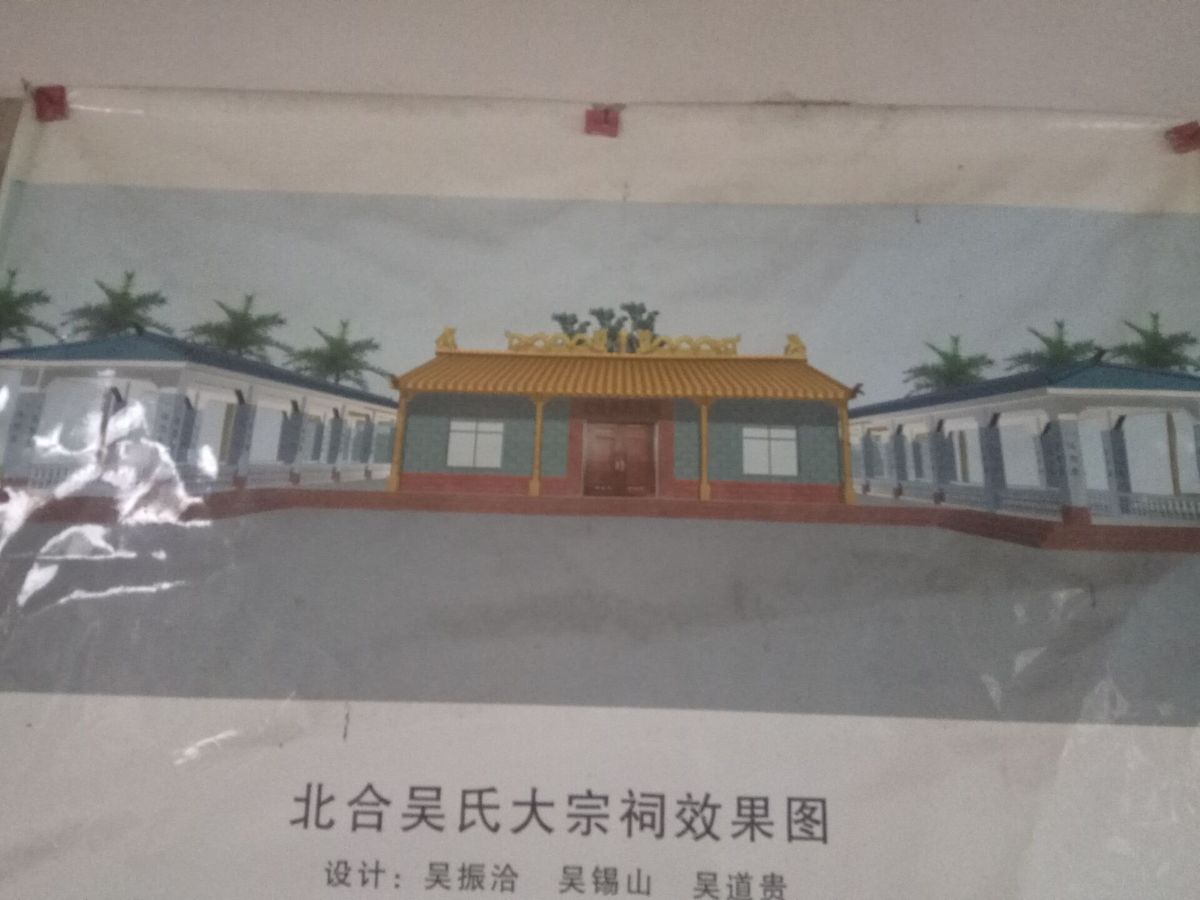 北合吴氏大宗祠效果图
设计：吴振洽 吴锡山 吴道贵